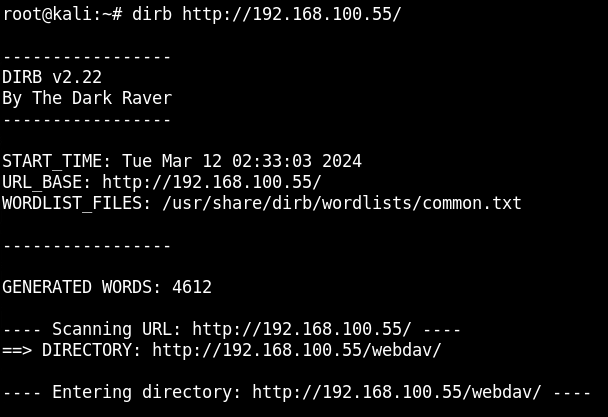 root@kali:~# dirb http://192.168.100.55/
-----------------
DIRB v2.22
By The Dark Raver
-----------------
START_TIME: Tue Mar 12 02:33:03 2024
URL_BASE: http://192.168.100.55/
WORDLIST_FILES: /usr/share/dirb/wordlists/common.txt
-----------------
GENERATED WORDS: 4612
---- Scanning URL: http://192.168.100.55/ ----
==> DIRECTORY: http://192.168.100.55/webdav/
---- Entering directory: http://192.168.100.55/webdav/ ----